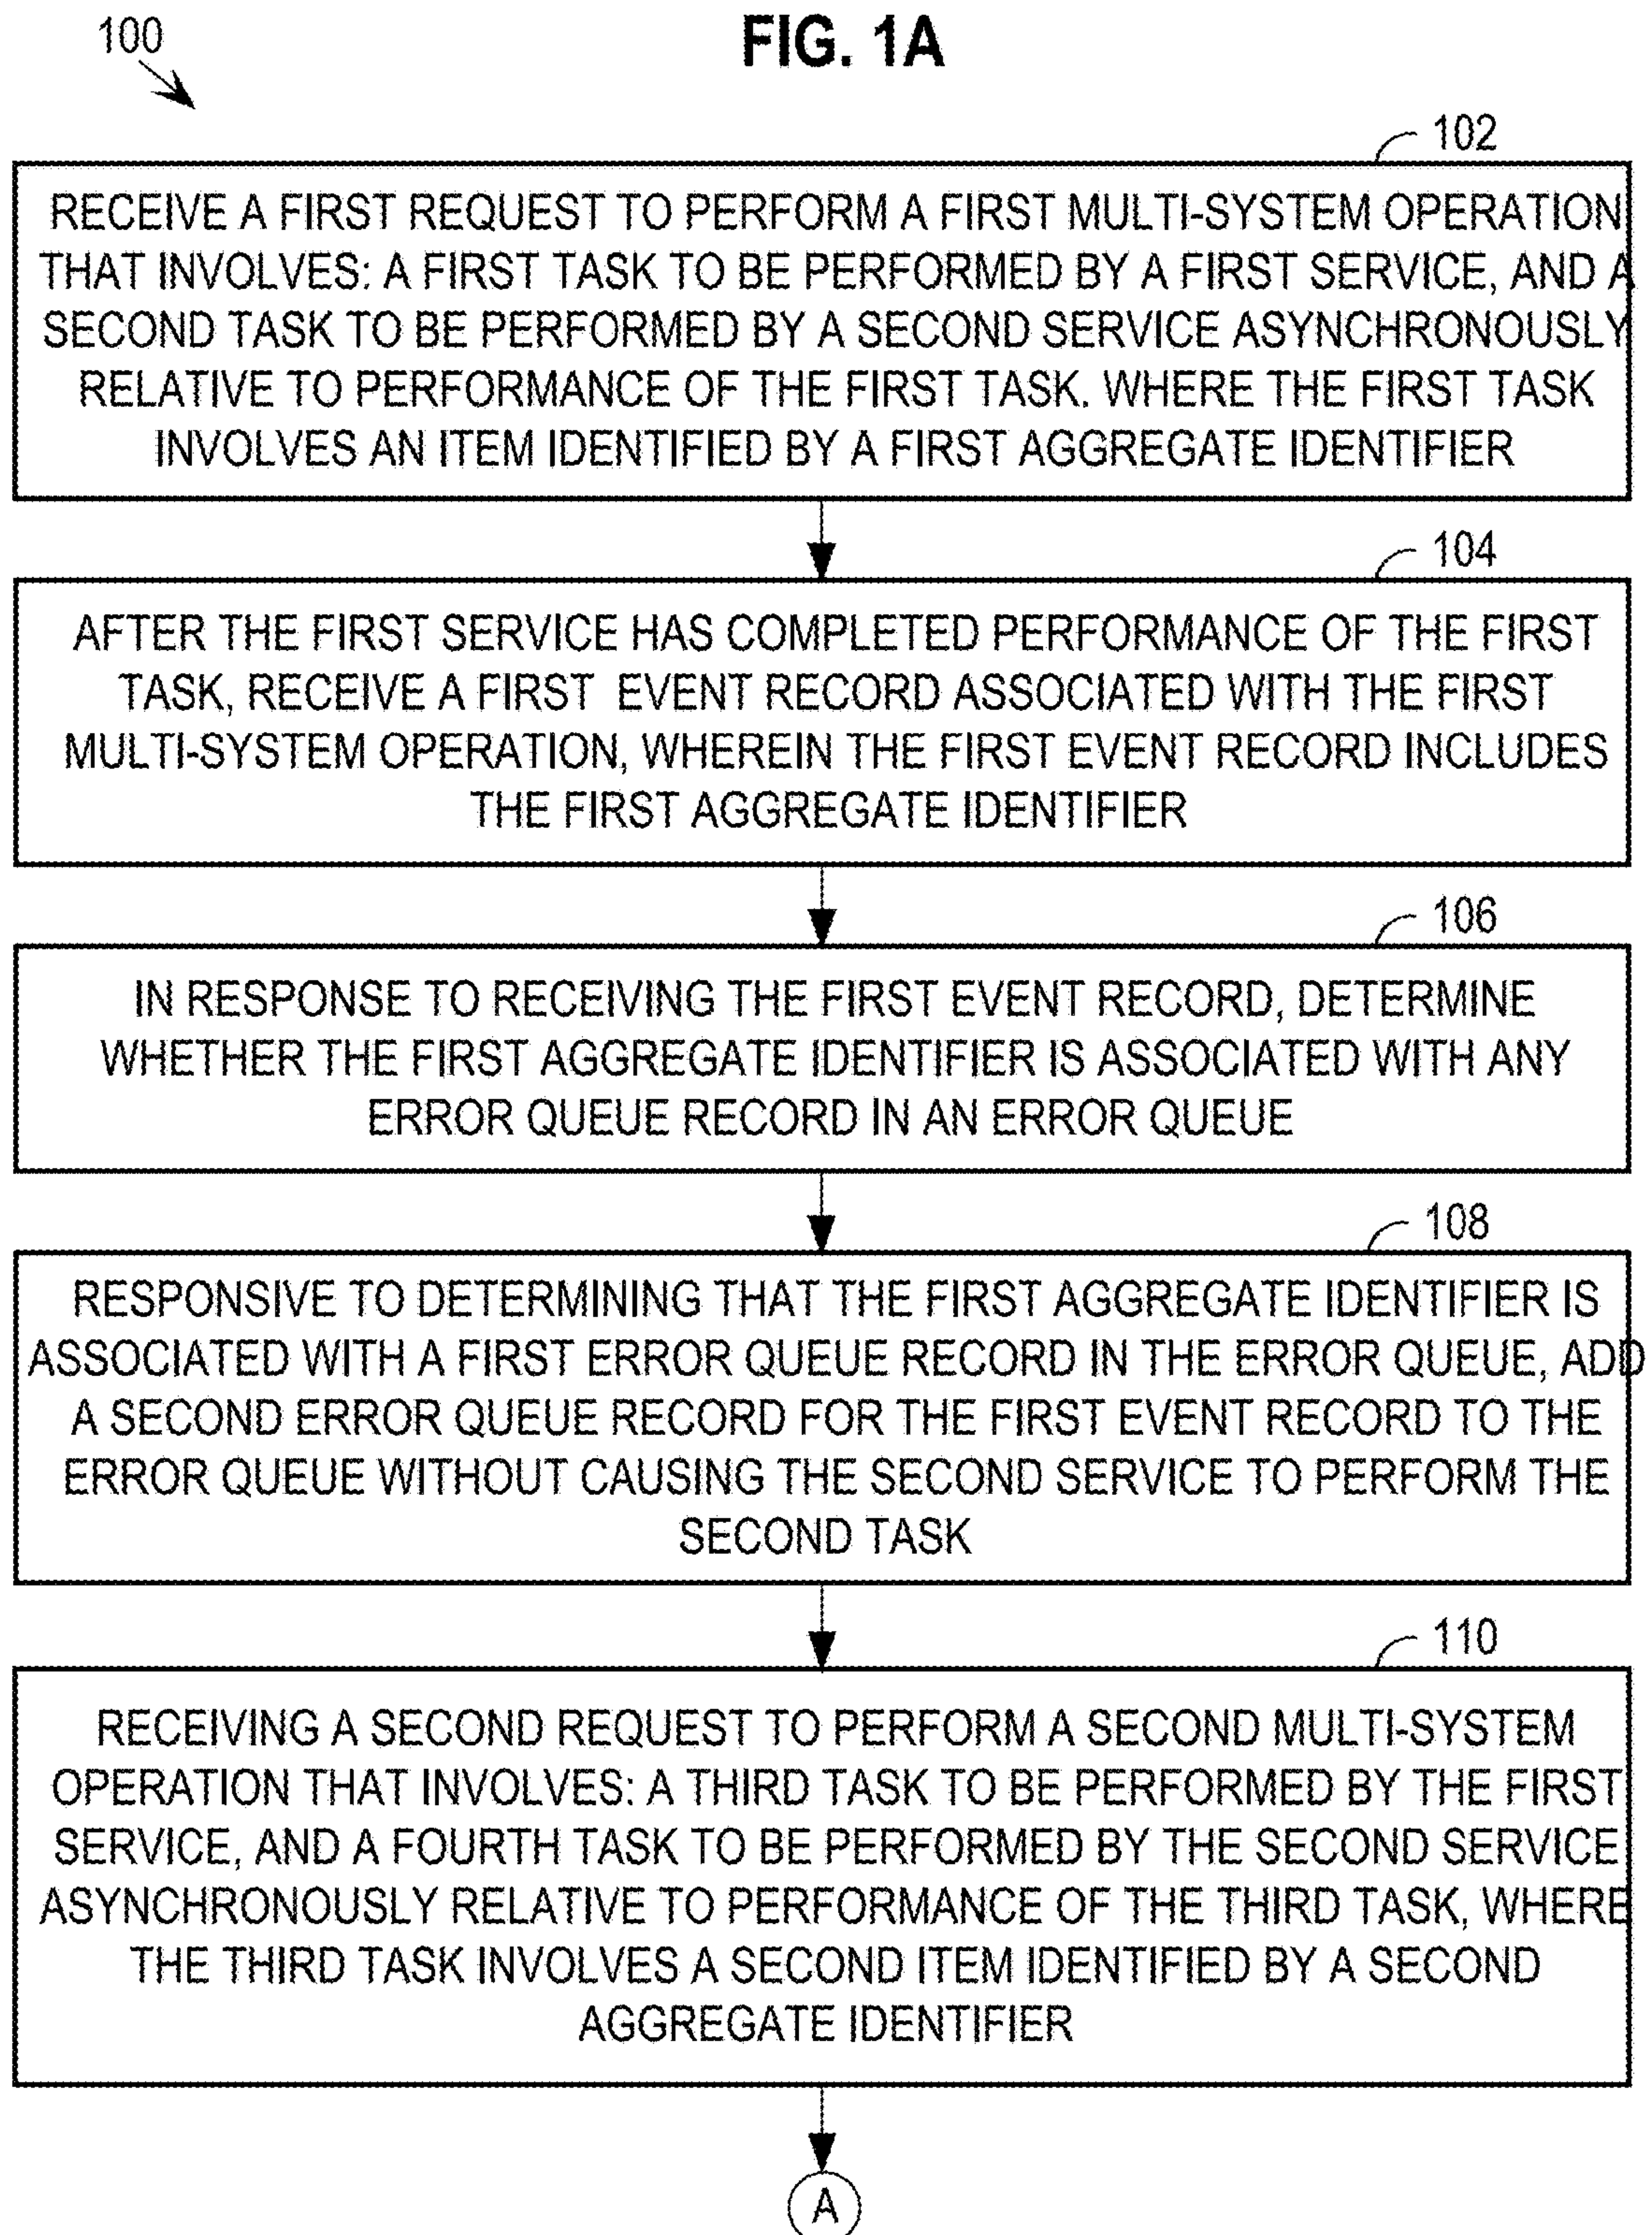 FIG. 1A
100
102
RECEIVE A FIRST REQUEST TO PERFORM A FIRST MULTI-SYSTEM OPERATION
THAT INVOLVES: A FIRST TASK TO BE PERFORMED BY A FIRST SERVICE, AND A
SECOND TASK TO BE PERFORMED BY A SECOND SERVICE ASYNCHRONOUSLY
RELATIVE TO PERFORMANCE OF THE FIRST TASK. WHERE THE FIRST TASK
INVOLVES AN ITEM IDENTIFIED BY A FIRST AGGREGATE IDENTIFIER
104
AFTER THE FIRST SERVICE HAS COMPLETED PERFORMANCE OF THE FIRST
TASK, RECEIVE A FIRST EVENT RECORD ASSOCIATED WITH THE FIRST
MULTI-SYSTEM OPERATION, WHEREIN THE FIRST EVENT RECORD INCLUDES
THE FIRST AGGREGATE IDENTIFIER
106
IN RESPONSE TO RECEIVING THE FIRST EVENT RECORD, DETERMINE
WHETHER THE FIRST AGGREGATE IDENTIFIER IS ASSOCIATED WITH ANY
ERROR QUEUE RECORD IN AN ERROR QUEUE
108
RESPONSIVE TO DETERMINING THAT THE FIRST AGGREGATE IDENTIFIER IS
ASSOCIATED WITH A FIRST ERROR QUEUE RECORD IN THE ERROR QUEUE, ADD
A SECOND ERROR QUEUE RECORD FOR THE FIRST EVENT RECORD TO THE
ERROR QUEUE WITHOUT CAUSING THE SECOND SERVICE TO PERFORM THE
SECOND TASK
110
RECEIVING A SECOND REQUEST TO PERFORM A SECOND MULTI-SYSTEM
OPERATION THAT INVOLVES: A THIRD TASK TO BE PERFORMED BY THE FIRST
SERVICE, AND A FOURTH TASK TO BE PERFORMED BY THE SECOND SERVICE
ASYNCHRONOUSLY RELATIVE TO PERFORMANCE OF THE THIRD TASK, WHERE
THE THIRD TASK INVOLVES A SECOND ITEM IDENTIFIED BY A SECOND
AGGREGATE IDENTIFIER
A